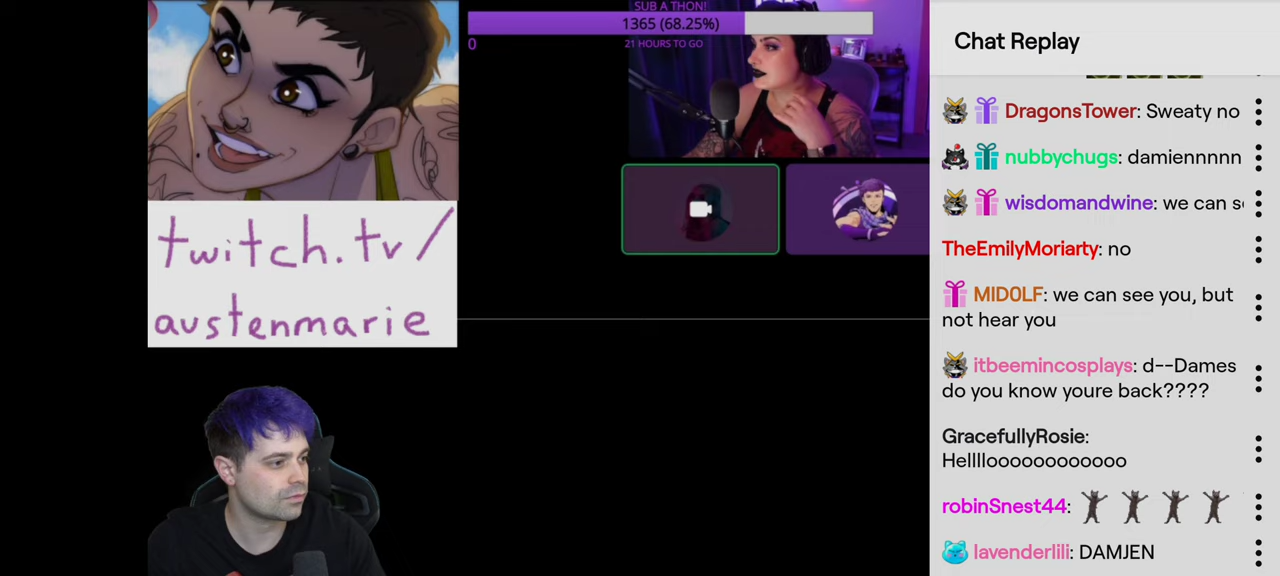 SUB A THON!
1365 (68.25%)
0
21 HOURS TO GO
twitch.tv/
austenmarie
Chat Replay
DragonsTower: Sweaty no
nubbychugs: damiennnnn
wisdomandwine: we can
TheEmilyMoriarty: no
MID0LF: we can see you, but
not hear you
itbeemincosplays: d--Dames
do you know youre back????
GracefullyRosie:
Helllloooooooooooo
robinSnest44:
lavenderlili: DAMJEN